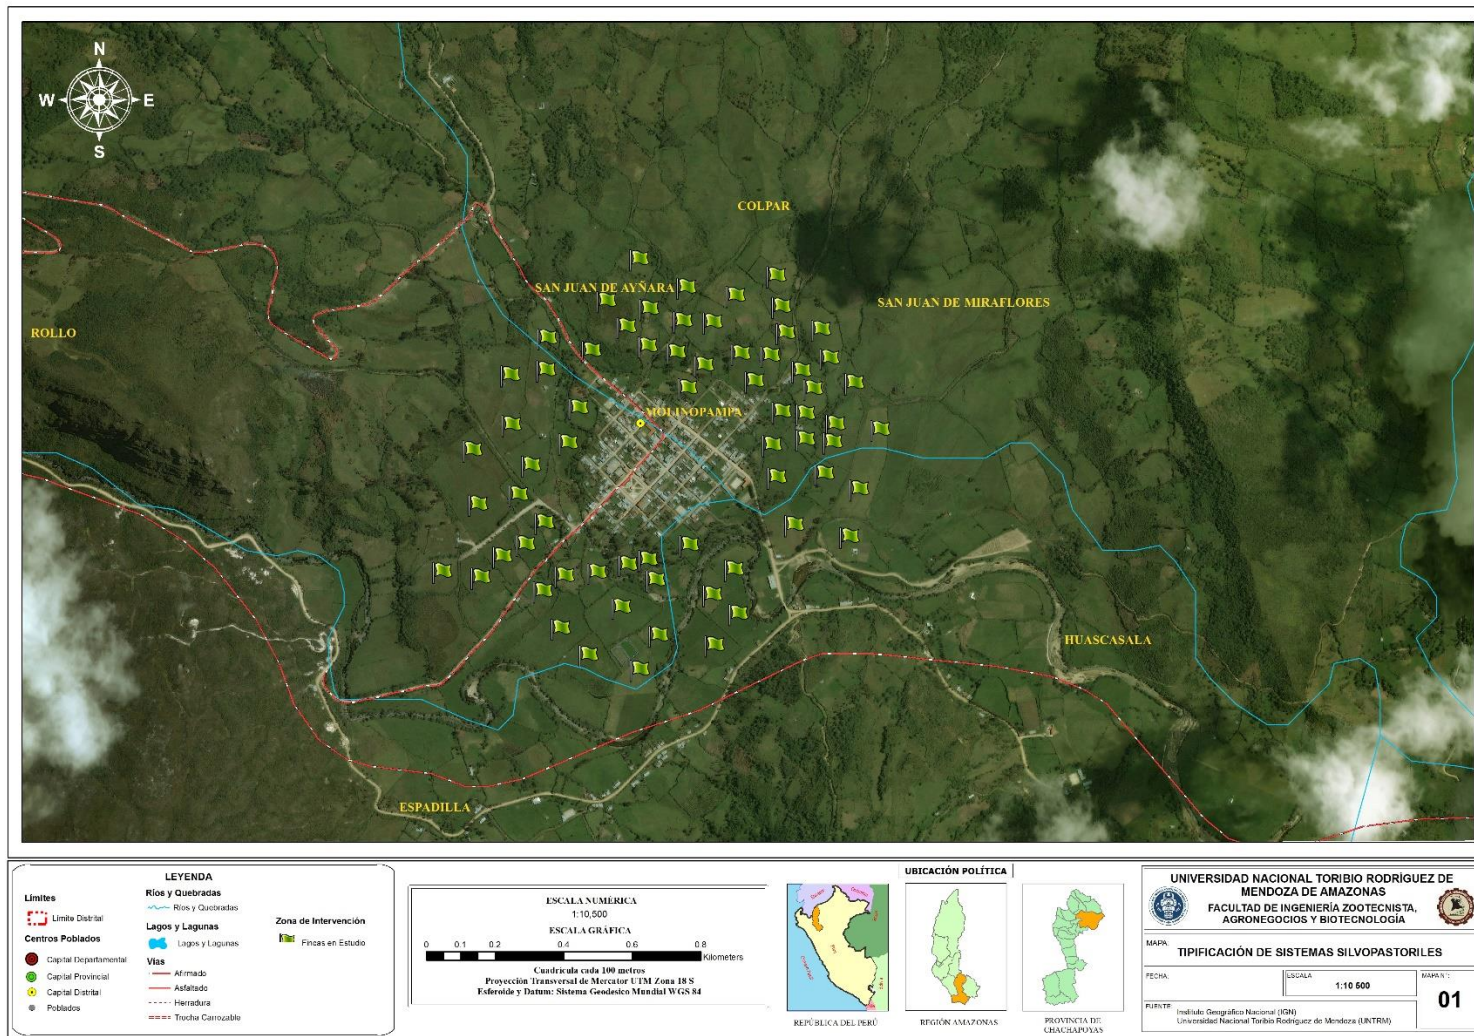 N
W
E
S
COLPAR
SAN JUAN DE AYÑARA
SAN JUAN DE MIRAFLORES
ROLLO
MOLINOPAMPA
HUASCASALA
ESPADILLA
LEYENDA
Límites
Límite Distrital
Centros Poblados
Capital Departamental
Capital Provincial
Capital Distrital
Poblados
Ríos y Quebradas
Ríos y Quebradas
Lagos y Lagunas
Lagos y Lagunas
Vías
Afirmado
Asfaltado
Herradura
Trocha Carrozable
Zona de Intervención
Fincas en Estudio
ESCALA NUMÉRICA
1:10,500
ESCALA GRÁFICA
0 0.1 0.2 0.4 0.6 0.8
Kilometers
Cuadrícula cada 100 metros
Proyección Transversal de Mercator UTM Zona 18 S
Esferoide y Datum: Sistema Geodesico Mundial WGS 84
UBICACIÓN POLÍTICA
REPÚBLICA DEL PERÚ
REGIÓN AMAZONAS
PROVINCIA DE
CHACHAPOYAS
UNIVERSIDAD NACIONAL TORIBIO RODRÍGUEZ DE
MENDOZA DE AMAZONAS
FACULTAD DE INGENIERÍA ZOOTECNISTA,
AGRONEGOCIOS Y BIOTECNOLOGÍA
MAPA:
TIPIFICACIÓN DE SISTEMAS SILVOPASTORILES
FECHA:
ESCALA
1:10 500
MAPA N°:
01
FUENTE:
Instituto Geográfico Nacional (IGN)
Universidad Nacional Toribio Rodríguez de Mendoza (UNTRM)